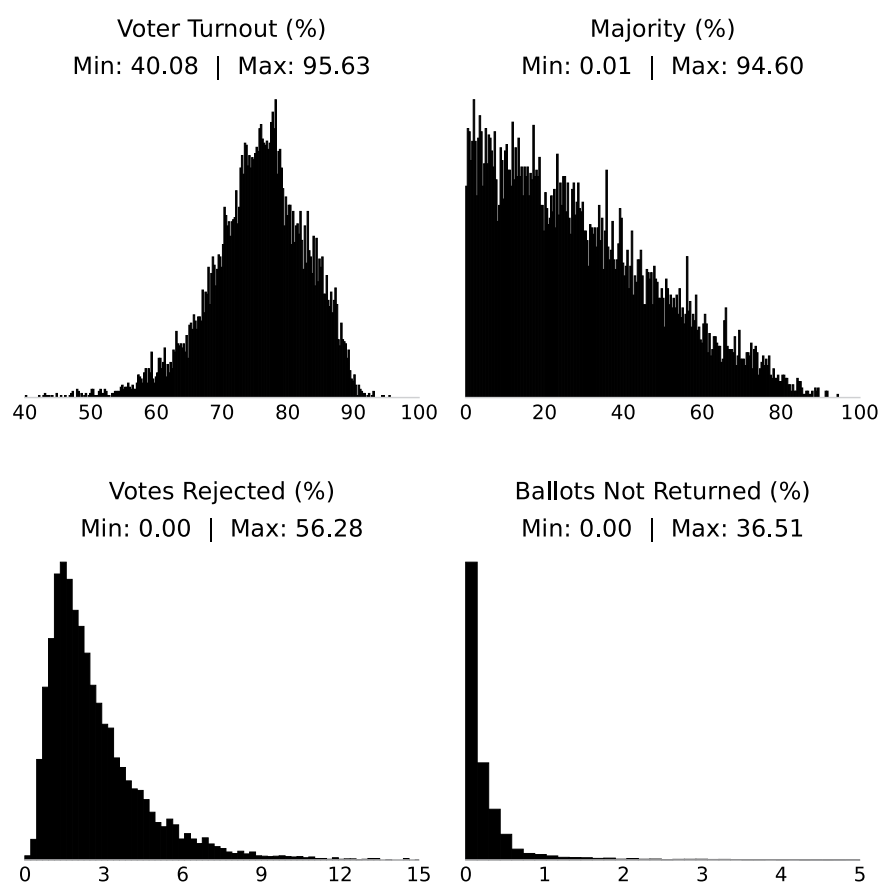 Voter Turnout (%)
Min: 40.08 | Max: 95.63
40 50 60 70 80 90 100
Majority (%)
Min: 0.01 | Max: 94.60
0 20 40 60 80 100
Votes Rejected (%)
Min: 0.00 | Max: 56.28
0 3 6 9 12 15
Ballots Not Returned (%)
Min: 0.00 | Max: 36.51
0 1 2 3 4 5